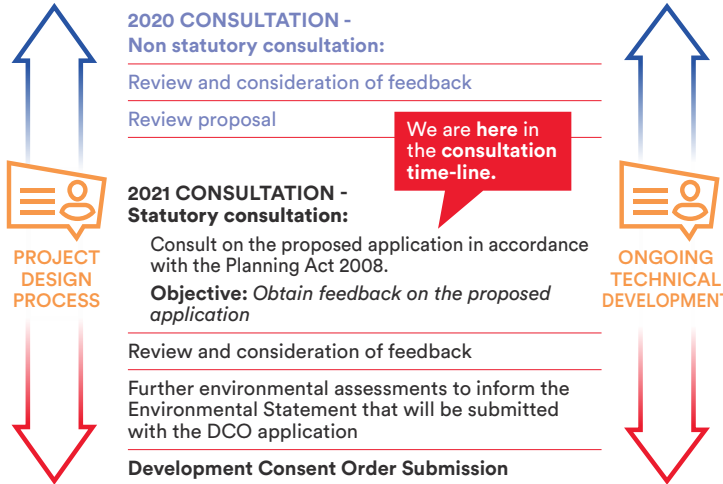 2020 CONSULTATION -
Non statutory consultation:
Review and consideration of feedback
Review proposal
We are here in
the consultation
time-line.
2021 CONSULTATION -
Statutory consultation:
Consult on the proposed application in accordance
with the Planning Act 2008.
Objective: Obtain feedback on the proposed
application
Review and consideration of feedback
Further environmental assessments to inform the
Environmental Statement that will be submitted
with the DCO application
Development Consent Order Submission
PROJECT
DESIGN
PROCESS
ONGOING
TECHNICAL
DEVELOPMENT